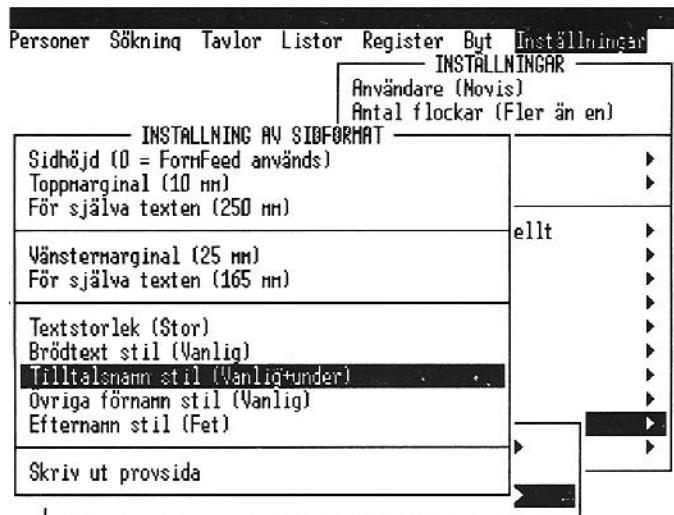 Personer Sökning Tavlor Listor Register Byt Inställningar
INSTÄLLNINGAR
Användare (Novis)
Antal flockar (Fler än en)
INSTÄLLNING AV SIDFORMAT
Sidhöjd (0 = FormFeed används)
Toppmarginal (10 mm)
För själva texten (250 mm)
ellt
Vänstermarginal (25 mm)
För själva texten (165 mm)
Textstorlek (Stor)
Brödtext stil (Vanlig)
Tilltalsnamn stil (Vanlig+under)
Övriga förnamn stil (Vanlig)
Efternamn stil (Fet)
Skriv ut provsida